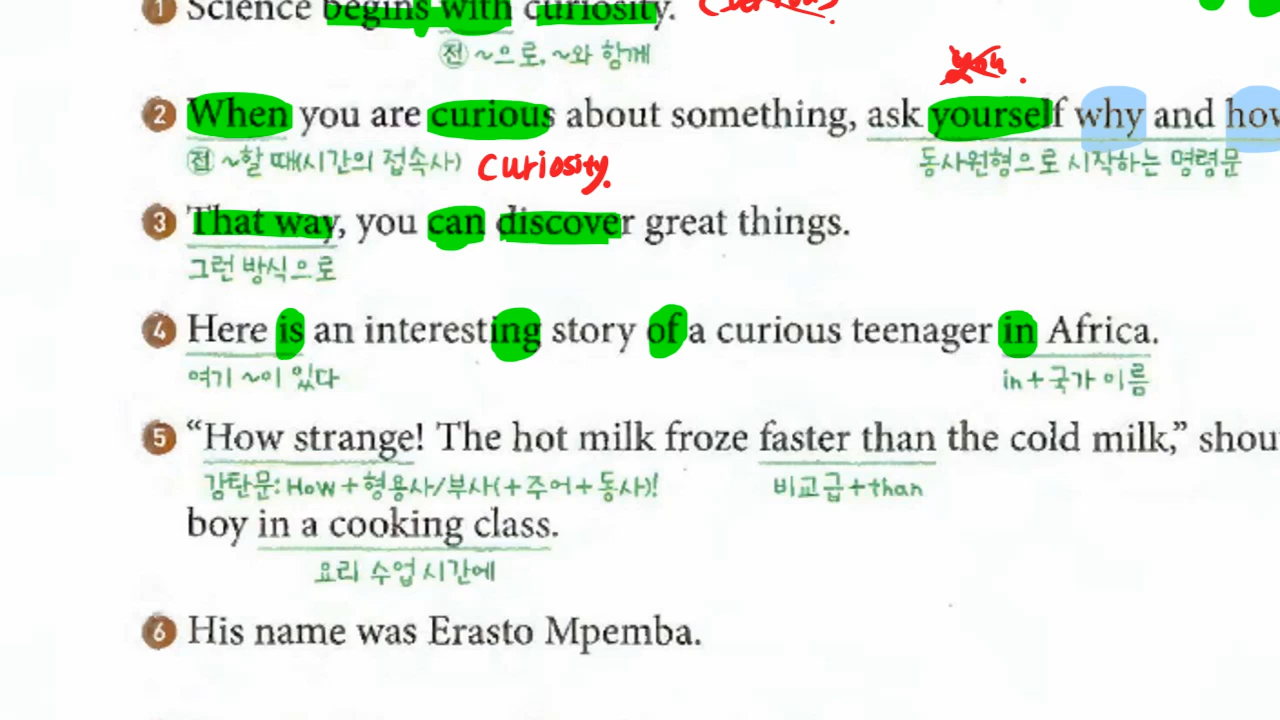 1 Science begins with curiosity.
전 ~으로, ~와 함께
2 When you are curious about something, ask yourself why and how
전 ~할 때(시간의 접속사) curiosity. 동사원형으로 시작하는 명령문
3 That way, you can discover great things.
그런 방식으로
4 Here is an interesting story of a curious teenager in Africa.
여기 ~이 있다 in+국가 이름
5 “How strange! The hot milk froze faster than the cold milk,” shou
감탄문: How+형용사/부사(+주어+동사)! 비교급+than
boy in a cooking class.
요리 수업 시간에
6 His name was Erasto Mpemba.